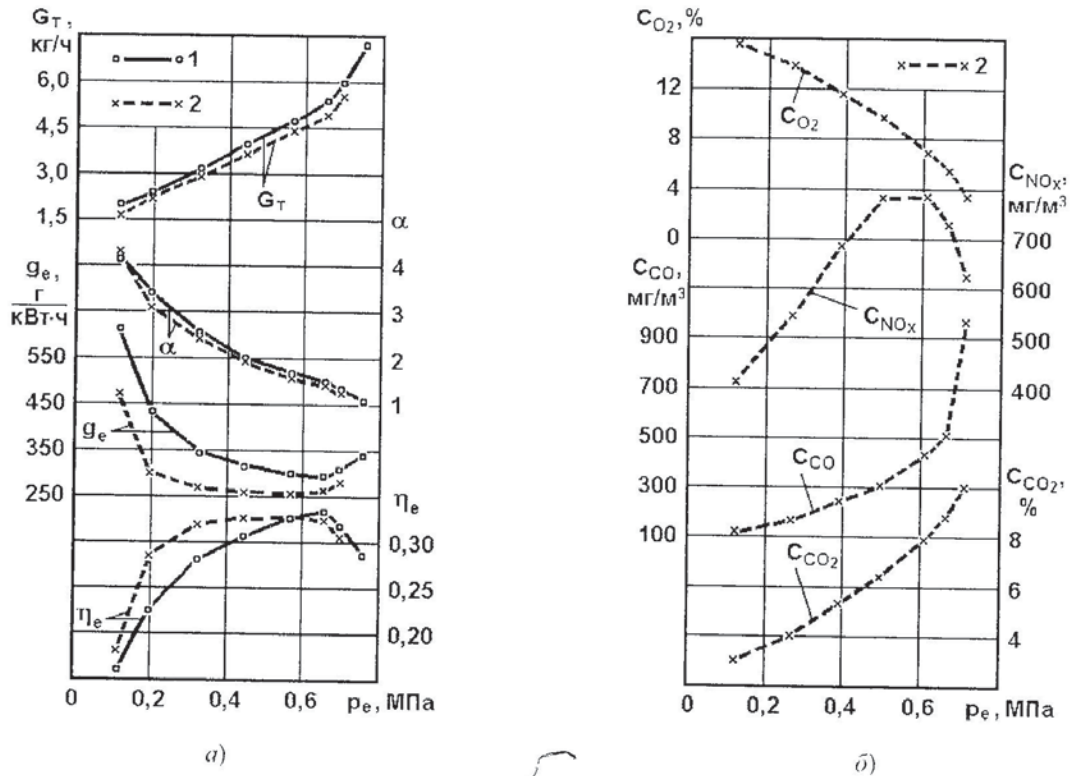 G_T,
кг/ч
6,0
4,5
3,0
1,5
1
2
G_T
α
4
3
2
1
α
g_e,
г
кВт·ч
550
450
350
250
g_e
η_e
0,30
0,25
0,20
η_e
0 0,2 0,4 0,6 p_e, МПа
а)
C_O2, %
12
8
4
0
2
C_O2
C_NOx,
мг/м³
700
600
500
400
C_NOx
C_CO,
мг/м³
900
700
500
300
100
C_CO
C_CO2,
%
8
6
4
C_CO2
0 0,2 0,4 0,6 p_e, МПа
б)